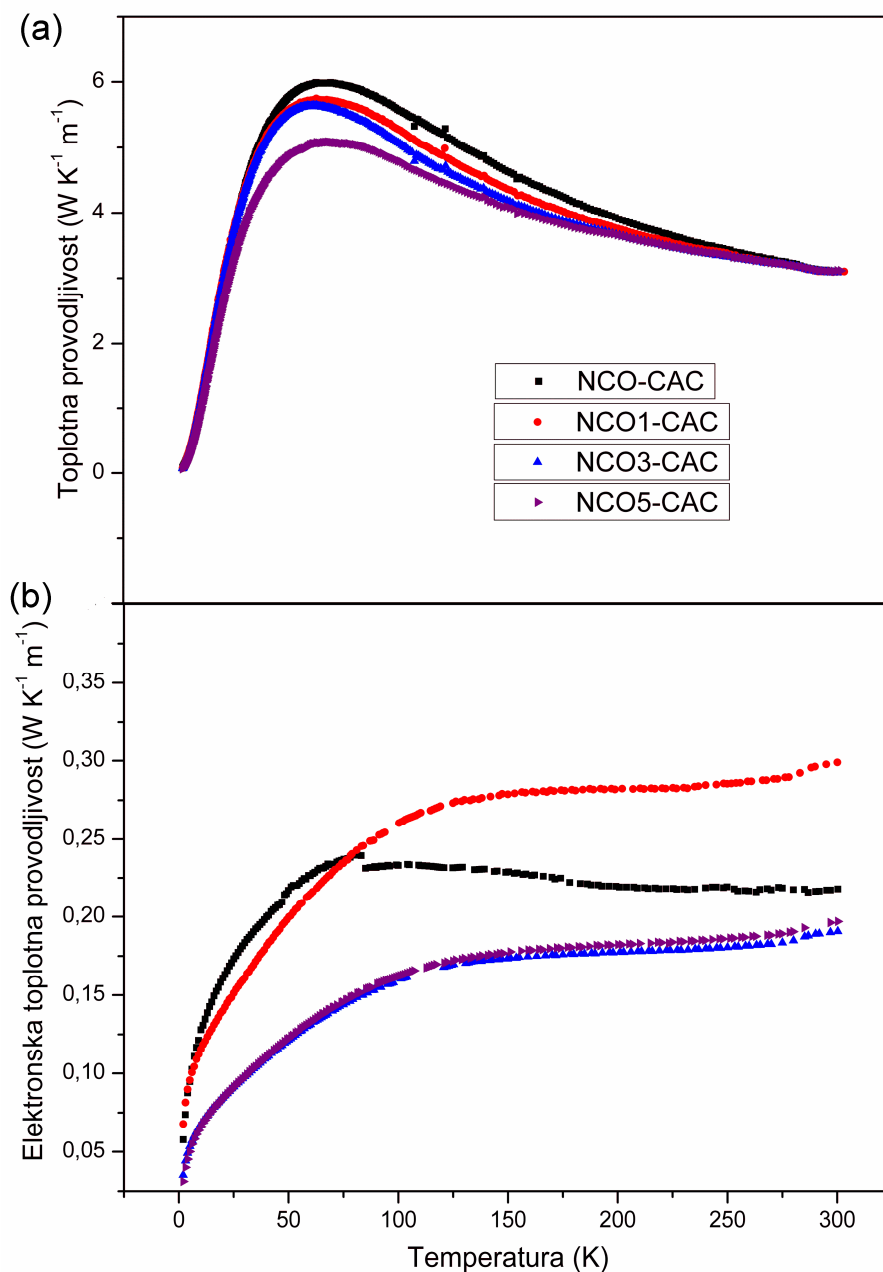 (a)
Toplotna provodljivost (W K⁻¹ m⁻¹)
6
4
2
0
NCO-CAC
NCO1-CAC
NCO3-CAC
NCO5-CAC
(b)
Elektronska toplotna provodljivost (W K⁻¹ m⁻¹)
0,35
0,30
0,25
0,20
0,15
0,10
0,05
0 50 100 150 200 250 300
Temperatura (K)